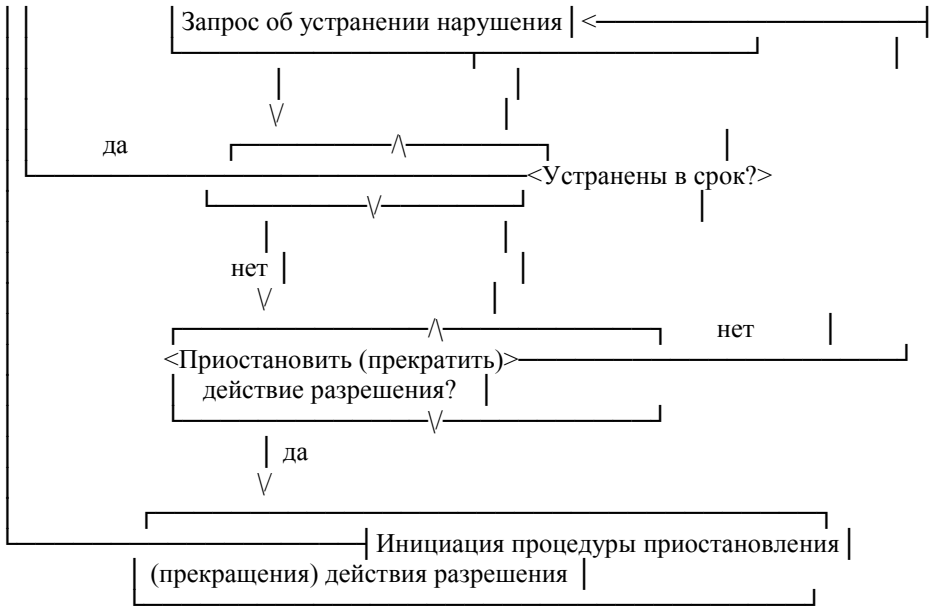 Запрос об устранении нарушения
да
<Устранены в срок?>
нет
нет
<Приостановить (прекратить)>
действие разрешения?
да
Инициация процедуры приостановления
(прекращения) действия разрешения